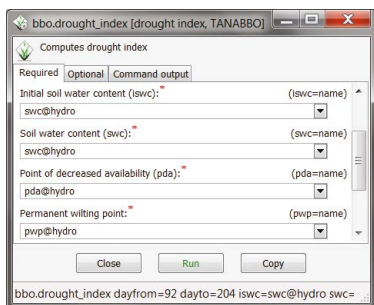 bbo.drought_index [drought index, TANABBO]
Computes drought index
Required Optional Command output
Initial soil water content (iswc):* (iswc=name)
swc@hydro
Soil water content (swc):* (swc=name)
swc@hydro
Point of decreased availability (pda):* (pda=name)
pda@hydro
Permanent wilting point:* (pwp=name)
pwp@hydro
Close Run Copy
bbo.drought_index dayfrom=92 dayto=204 iswc=swc@hydro swc=